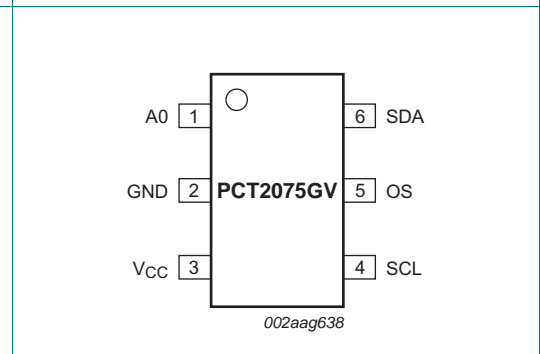 A0 1 6 SDA
GND 2 PCT2075GV 5 OS
VCC 3 4 SCL
002aag638